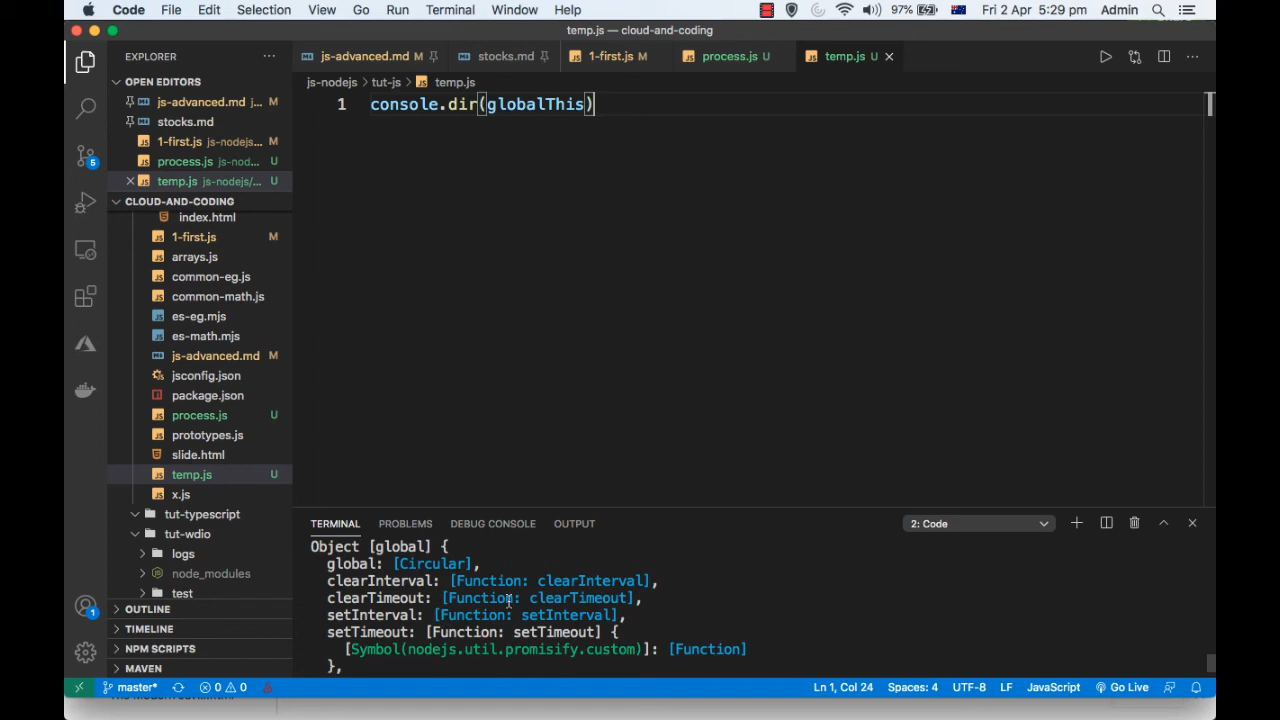 Code File Edit Selection View Go Run Terminal Window Help 97% Fri 2 Apr 5:29 pm Admin
temp.js — cloud-and-coding
EXPLORER
js-advanced.md M stocks.md 1-first.js M process.js U temp.js U
OPEN EDITORS
js-advanced.md j... M
stocks.md
1-first.js js-nodejs... M
process.js js-nod... U
temp.js js-nodejs/... U
js-nodejs › tut-js › temp.js
1 console.dir(globalThis)
CLOUD-AND-CODING
index.html
1-first.js M
arrays.js
common-eg.js
common-math.js
es-eg.mjs
es-math.mjs
js-advanced.md M
jsconfig.json
package.json
process.js U
prototypes.js
slide.html
temp.js U
x.js
tut-typescript
tut-wdio
logs
node_modules
test
OUTLINE
TIMELINE
NPM SCRIPTS
MAVEN
5
1
TERMINAL PROBLEMS DEBUG CONSOLE OUTPUT 2: Code
Object [global] {
global: [Circular],
clearInterval: [Function: clearInterval],
clearTimeout: [Function: clearTimeout],
setInterval: [Function: setInterval],
setTimeout: [Function: setTimeout] {
[Symbol(nodejs.util.promisify.custom)]: [Function]
},
master* 0 0 Ln 1, Col 24 Spaces: 4 UTF-8 LF JavaScript Go Live